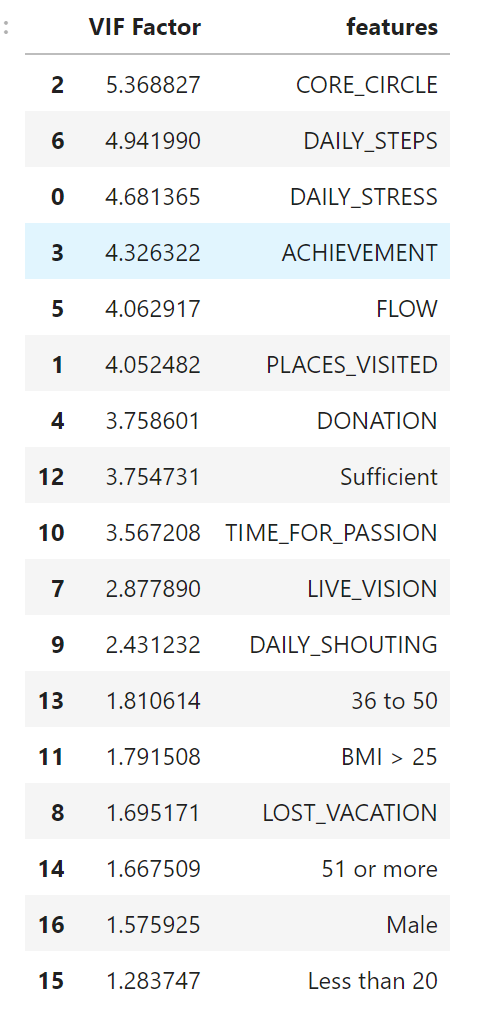 :
VIF Factor features
2 5.368827 CORE_CIRCLE
6 4.941990 DAILY_STEPS
0 4.681365 DAILY_STRESS
3 4.326322 ACHIEVEMENT
5 4.062917 FLOW
1 4.052482 PLACES_VISITED
4 3.758601 DONATION
12 3.754731 Sufficient
10 3.567208 TIME_FOR_PASSION
7 2.877890 LIVE_VISION
9 2.431232 DAILY_SHOUTING
13 1.810614 36 to 50
11 1.791508 BMI > 25
8 1.695171 LOST_VACATION
14 1.667509 51 or more
16 1.575925 Male
15 1.283747 Less than 20